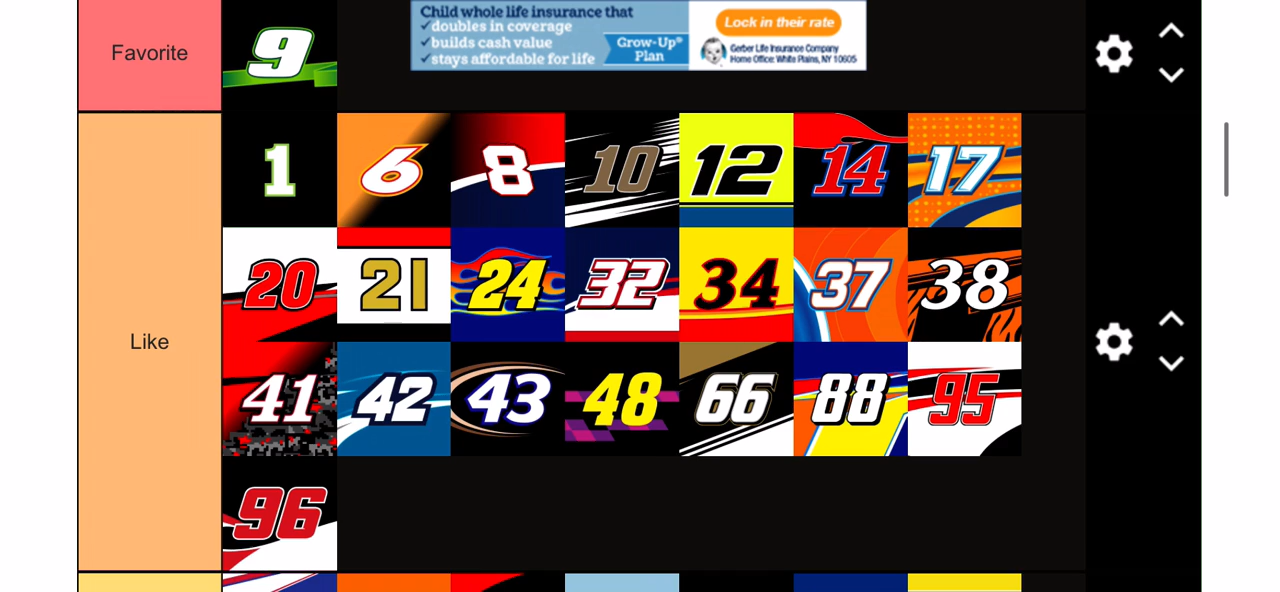 Favorite
9
Child whole life insurance that
✓doubles in coverage
✓builds cash value
✓stays affordable for life
Grow-Up®
Plan
Lock in their rate
Gerber Life Insurance Company
Home Office: White Plains, NY 10605
Like
1 6 8 10 12 14 17
20 21 24 32 34 37 38
41 42 43 48 66 88 95
96